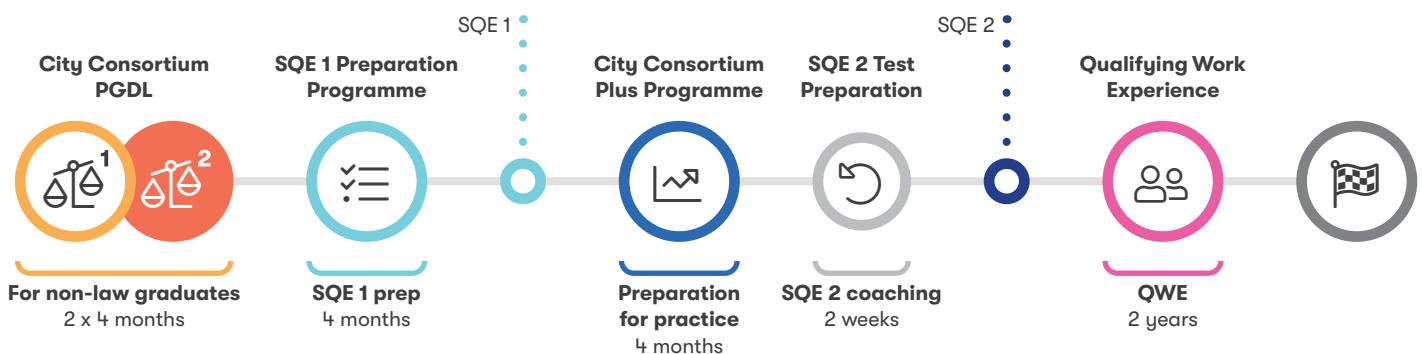 SQE 1
SQE 2
City Consortium
PGDL
SQE 1 Preparation
Programme
City Consortium
Plus Programme
SQE 2 Test
Preparation
Qualifying Work
Experience
1
2
For non-law graduates
2 x 4 months
SQE 1 prep
4 months
Preparation
for practice
4 months
SQE 2 coaching
2 weeks
QWE
2 years